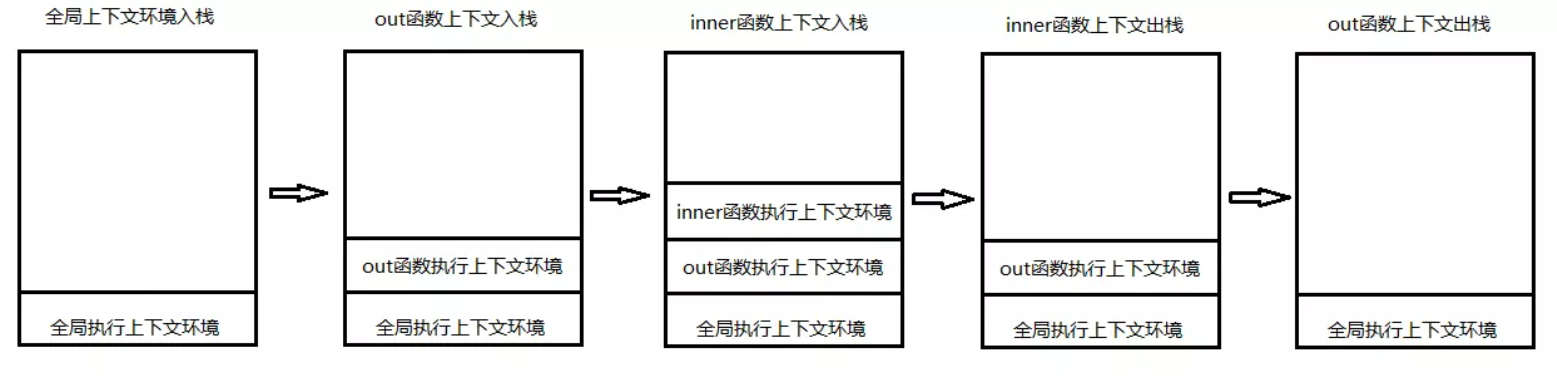 全局上下文环境入栈
out函数上下文入栈
inner函数上下文入栈
inner函数上下文出栈
out函数上下文出栈
inner函数执行上下文环境
out函数执行上下文环境
out函数执行上下文环境
out函数执行上下文环境
全局执行上下文环境
全局执行上下文环境
全局执行上下文环境
全局执行上下文环境
全局执行上下文环境